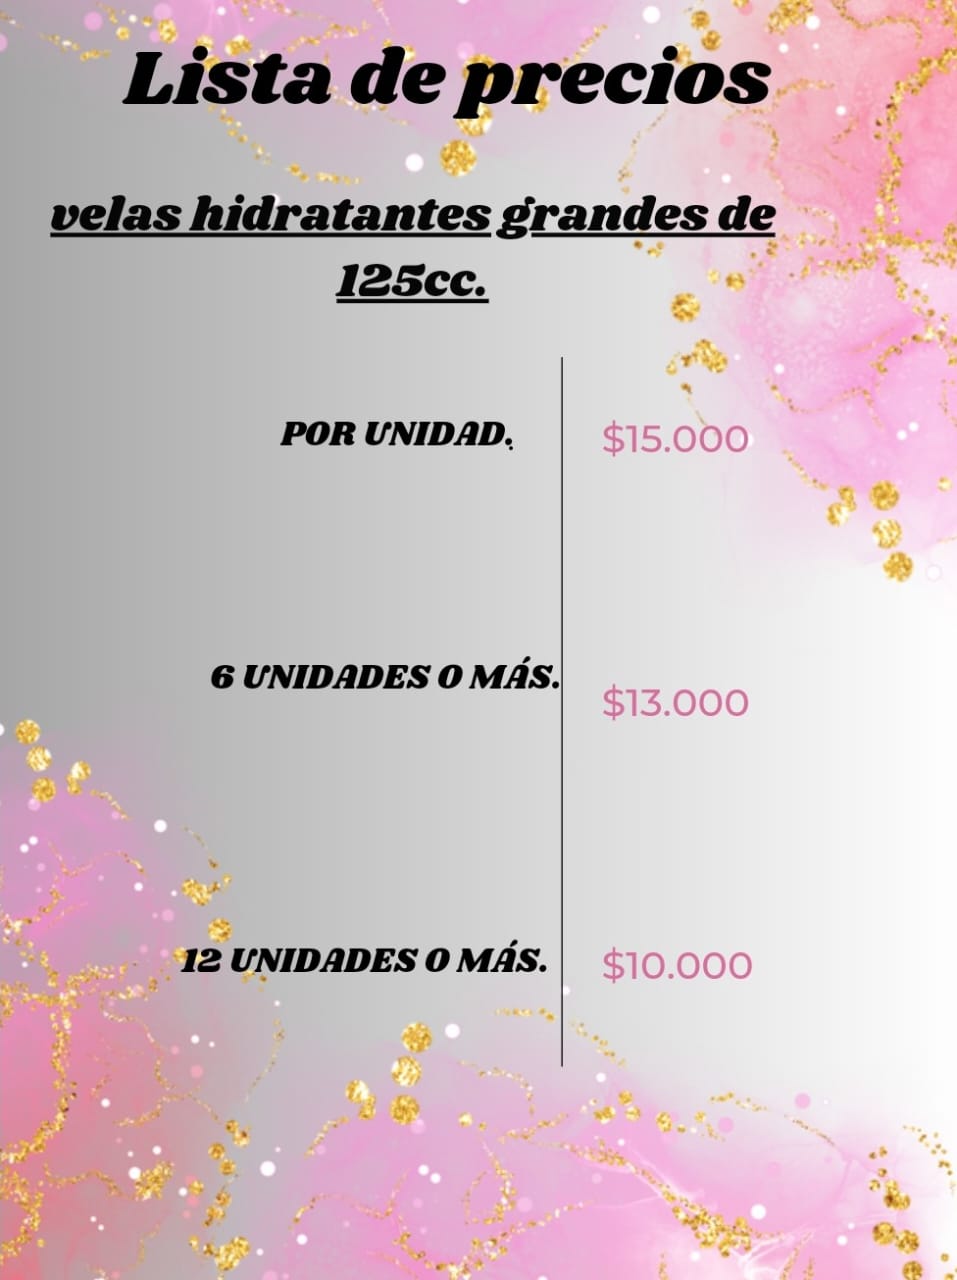 Lista de precios
velas hidratantes grandes de
125cc.
POR UNIDAD. $15.000
6 UNIDADES O MÁS. $13.000
12 UNIDADES O MÁS. $10.000